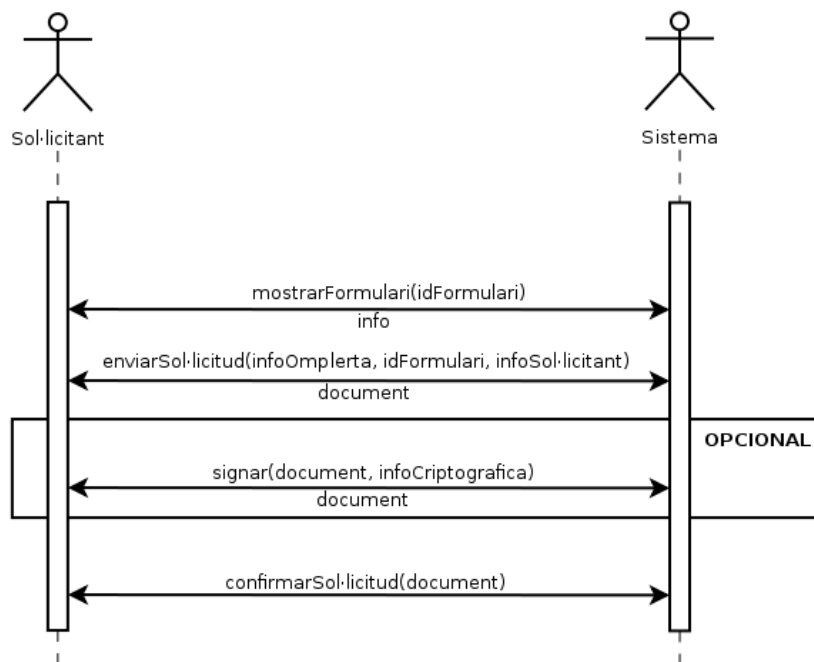 Sol·licitant
Sistema
mostrarFormulari(idFormulari)
info
enviarSol·licitud(infoOmplerta, idFormulari, infoSol·licitant)
document
OPCIONAL
signar(document, infoCriptografica)
document
confirmarSol·licitud(document)